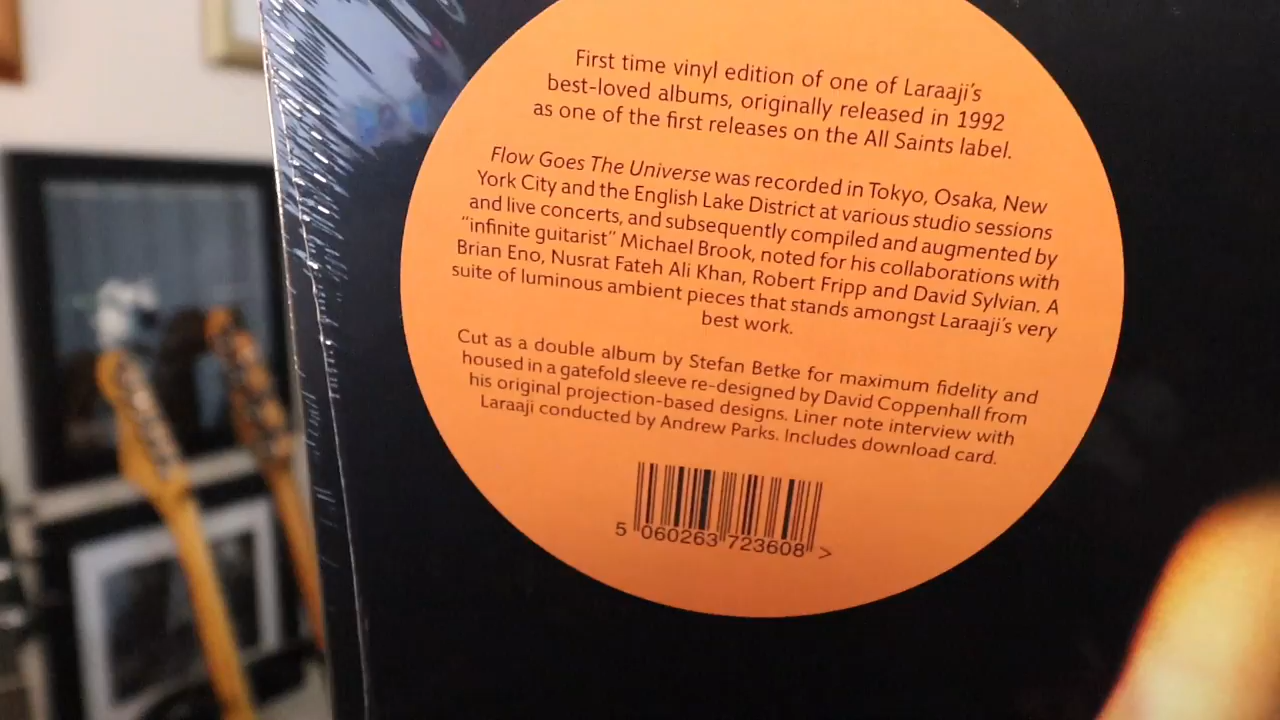 First time vinyl edition of one of Laraaji's
best-loved albums, originally released in 1992
as one of the first releases on the All Saints label.
Flow Goes The Universe was recorded in Tokyo, Osaka, New
York City and the English Lake District at various studio sessions
and live concerts, and subsequently compiled and augmented by
"infinite guitarist" Michael Brook, noted for his collaborations with
Brian Eno, Nusrat Fateh Ali Khan, Robert Fripp and David Sylvian. A
suite of luminous ambient pieces that stands amongst Laraaji's very
best work.
Cut as a double album by Stefan Betke for maximum fidelity and
housed in a gatefold sleeve re-designed by David Coppenhall from
his original projection-based designs. Liner note interview with
Laraaji conducted by Andrew Parks. Includes download card.
5 060263 723608 >